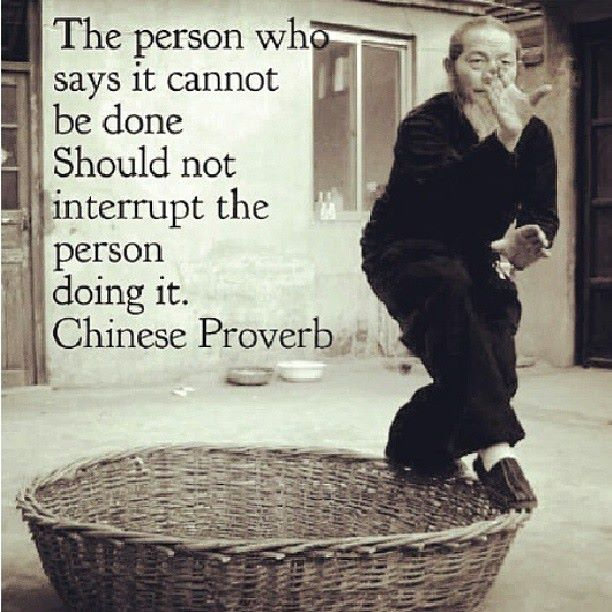 The person who
says it cannot
be done
Should not
interrupt the
person
doing it.
Chinese Proverb